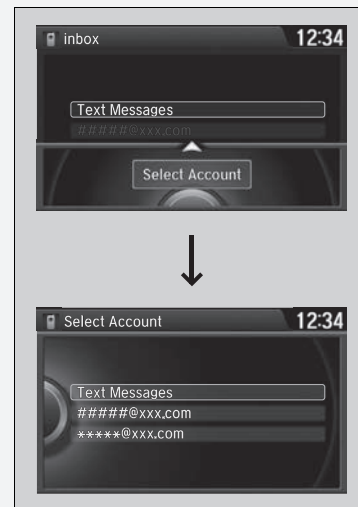 inbox 12:34
Text Messages
#####@xxx.com
Select Account
Select Account 12:34
Text Messages
#####@xxx.com
*****@xxx.com